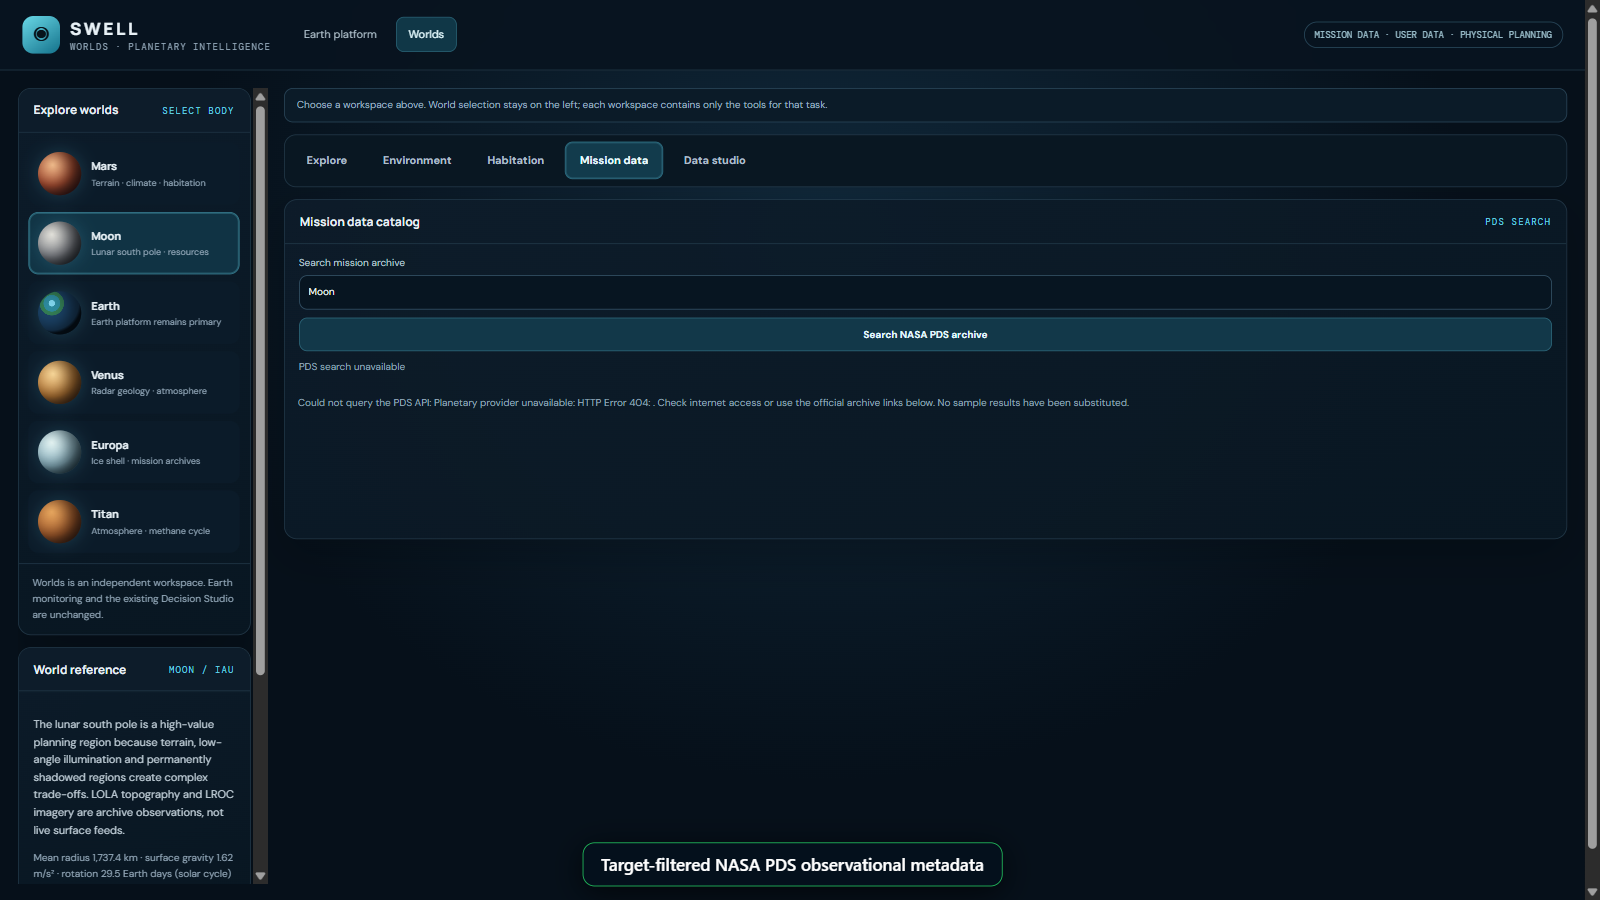 SWELL
WORLDS · PLANETARY INTELLIGENCE
Earth platform
Worlds
MISSION DATA · USER DATA · PHYSICAL PLANNING
Explore worlds
SELECT BODY
Mars
Terrain · climate · habitation
Moon
Lunar south pole · resources
Earth
Earth platform remains primary
Venus
Radar geology · atmosphere
Europa
Ice shell · mission archives
Titan
Atmosphere · methane cycle
Worlds is an independent workspace. Earth
monitoring and the existing Decision Studio
are unchanged.
World reference
MOON / IAU
The lunar south pole is a high-value
planning region because terrain, low-
angle illumination and permanently
shadowed regions create complex
trade-offs. LOLA topography and LROC
imagery are archive observations, not
live surface feeds.
Mean radius 1,737.4 km · surface gravity 1.62
m/s² · rotation 29.5 Earth days (solar cycle)
Choose a workspace above. World selection stays on the left; each workspace contains only the tools for that task.
Explore
Environment
Habitation
Mission data
Data studio
Mission data catalog
PDS SEARCH
Search mission archive
Moon
Search NASA PDS archive
PDS search unavailable
Could not query the PDS API: Planetary provider unavailable: HTTP Error 404: . Check internet access or use the official archive links below. No sample results have been substituted.
Target-filtered NASA PDS observational metadata